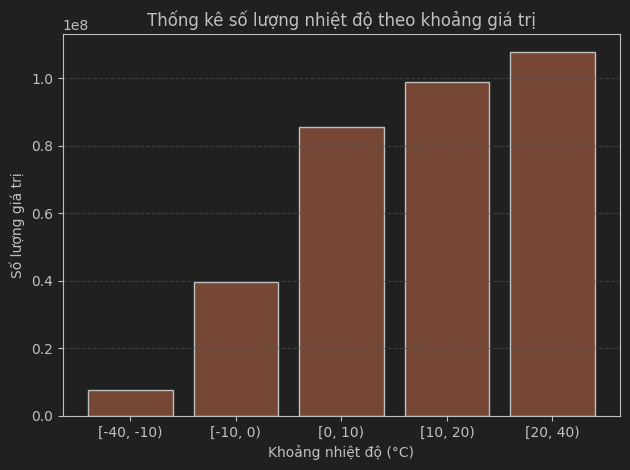 Thống kê số lượng nhiệt độ theo khoảng giá trị
1e8
1.0
0.8
0.6
0.4
0.2
0.0
Số lượng giá trị
[-40, -10) [-10, 0) [0, 10) [10, 20) [20, 40)
Khoảng nhiệt độ (°C)